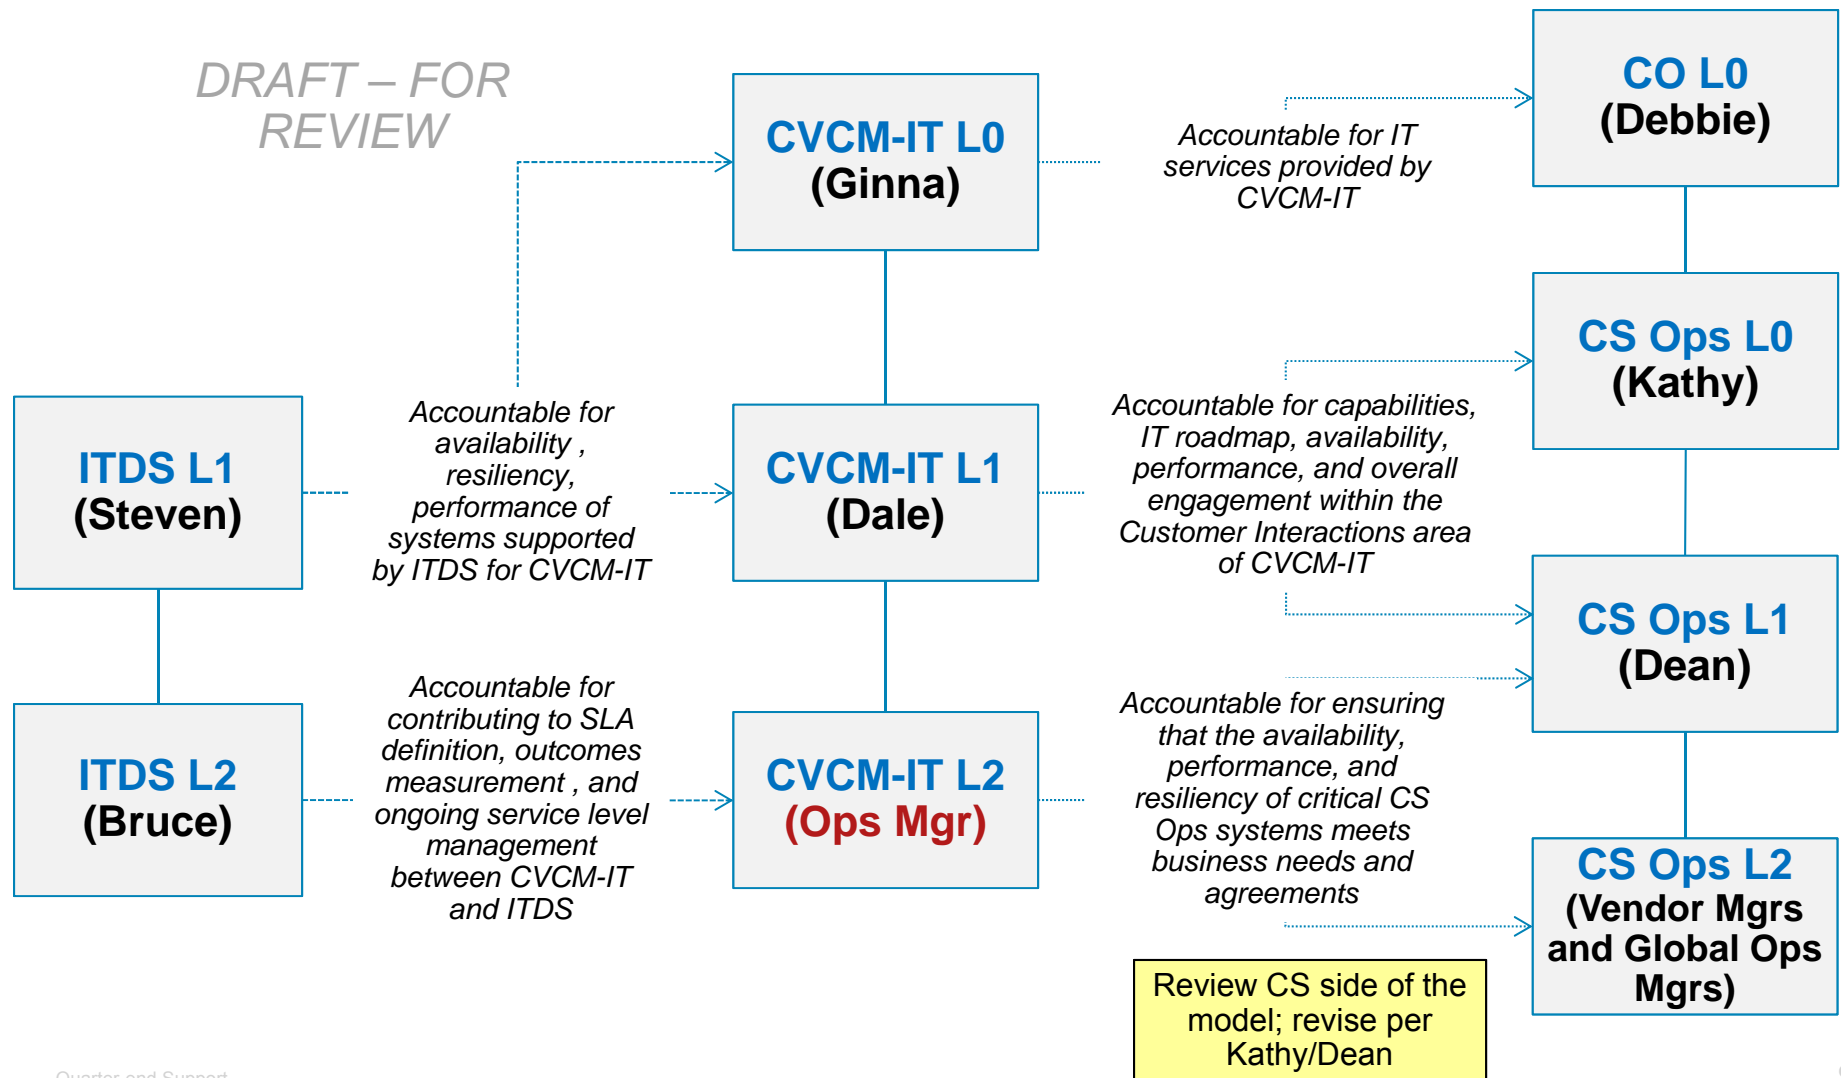 DRAFT – FOR
REVIEW
CVCM-IT L0
(Ginna)
Accountable for IT
services provided by
CVCM-IT
CO L0
(Debbie)
CS Ops L0
(Kathy)
ITDS L1
(Steven)
Accountable for
availability ,
resiliency,
performance of
systems supported
by ITDS for CVCM-IT
CVCM-IT L1
(Dale)
Accountable for capabilities,
IT roadmap, availability,
performance, and overall
engagement within the
Customer Interactions area
of CVCM-IT
CS Ops L1
(Dean)
ITDS L2
(Bruce)
Accountable for
contributing to SLA
definition, outcomes
measurement , and
ongoing service level
management
between CVCM-IT
and ITDS
CVCM-IT L2
(Ops Mgr)
Accountable for ensuring
that the availability,
performance, and
resiliency of critical CS
Ops systems meets
business needs and
agreements
CS Ops L2
(Vendor Mgrs
and Global Ops
Mgrs)
Review CS side of the
model; revise per
Kathy/Dean